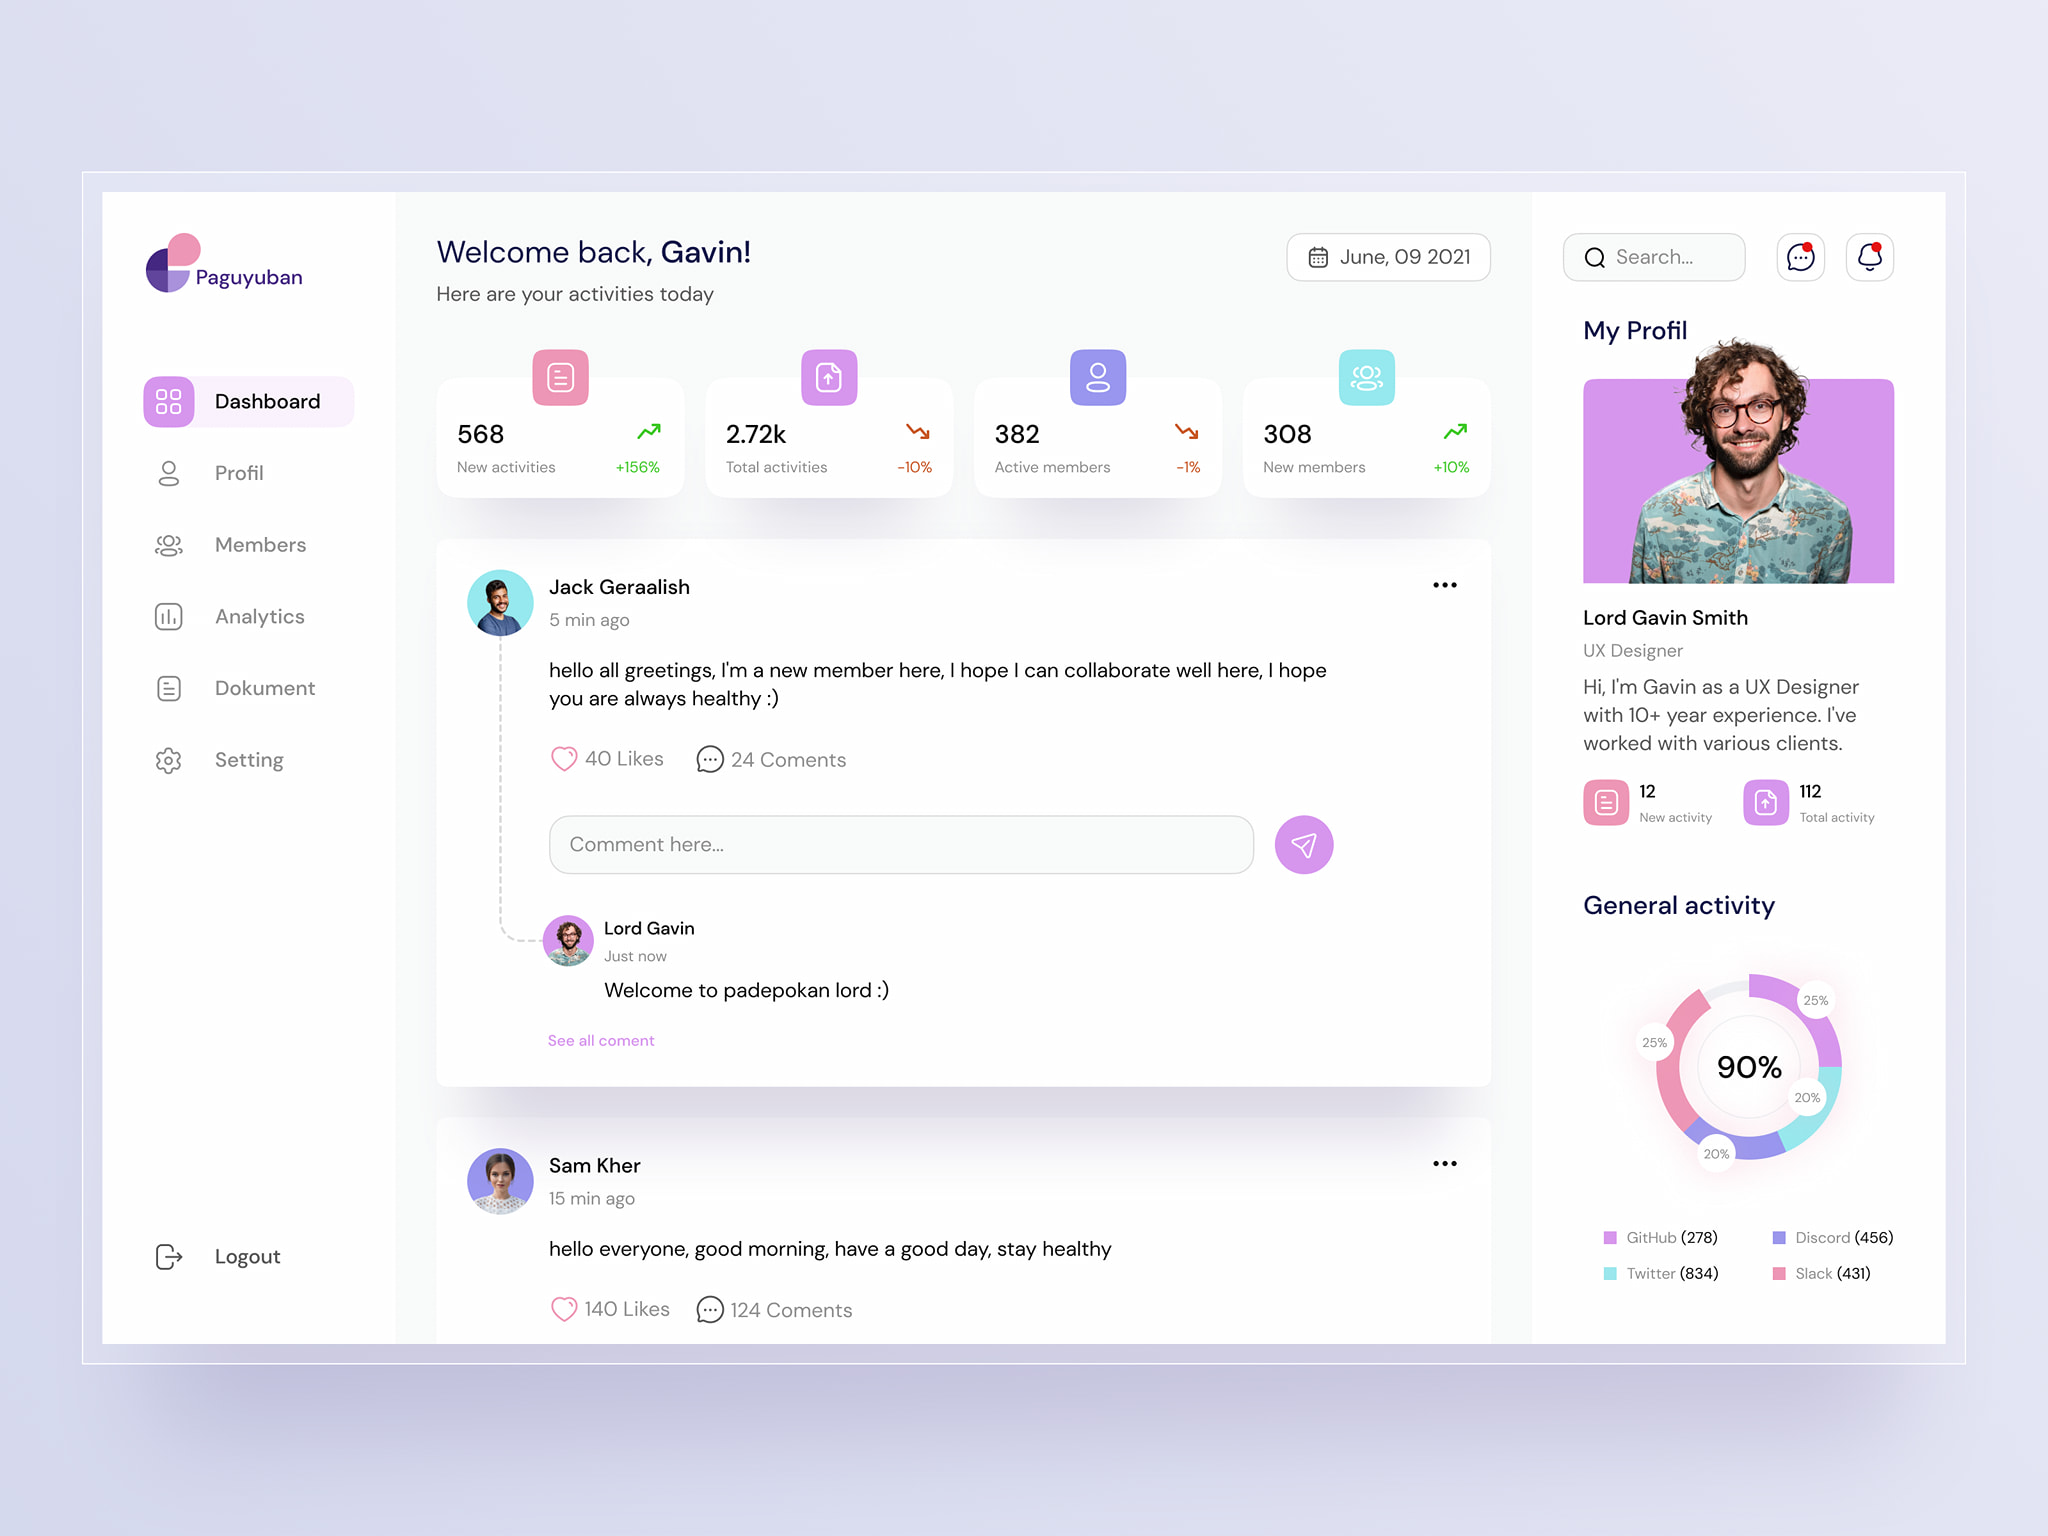 Paguyuban
Dashboard
Profil
Members
Analytics
Dokument
Setting
Logout
Welcome back, Gavin!
Here are your activities today
June, 09 2021
568
New activities
+156%
2.72k
Total activities
-10%
382
Active members
-1%
308
New members
+10%
Jack Geraalish
5 min ago
hello all greetings, I'm a new member here, I hope I can collaborate well here, I hope
you are always healthy :)
40 Likes
24 Coments
Comment here...
Lord Gavin
Just now
Welcome to padepokan lord :)
See all coment
Sam Kher
15 min ago
hello everyone, good morning, have a good day, stay healthy
140 Likes
124 Coments
Search...
My Profil
Lord Gavin Smith
UX Designer
Hi, I'm Gavin as a UX Designer
with 10+ year experience. I've
worked with various clients.
12
New activity
112
Total activity
General activity
25%
25%
90%
20%
20%
GitHub (278)
Discord (456)
Twitter (834)
Slack (431)